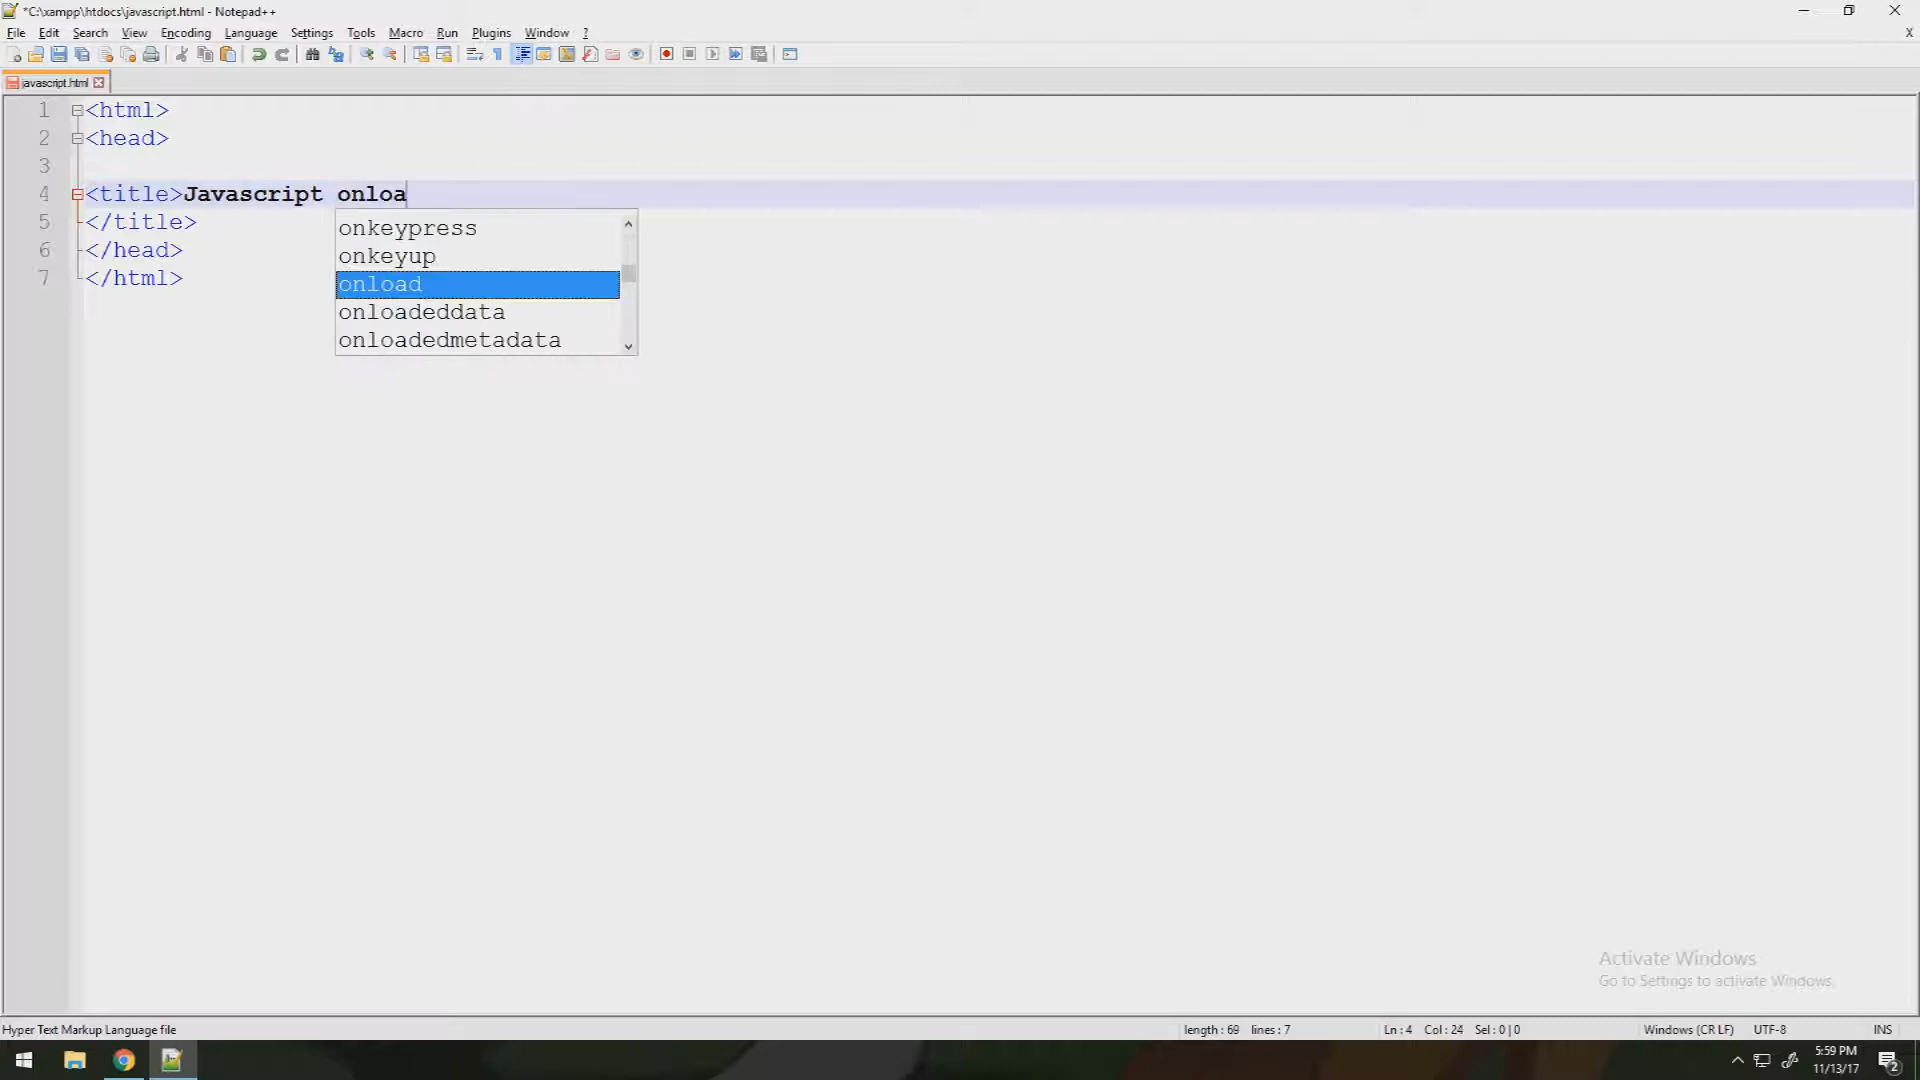 *C:\xampp\htdocs\javascript.html - Notepad++
File Edit Search View Encoding Language Settings Tools Macro Run Plugins Window ?
X
javascript.html
1 <html>
2 <head>
3
4 <title>Javascript onloa
5 </title>
6 </head>
7 </html>
onkeypress
onkeyup
onload
onloadeddata
onloadedmetadata
Activate Windows
Go to Settings to activate Windows.
Hyper Text Markup Language file length : 69 lines : 7 Ln : 4 Col : 24 Sel : 0 | 0 Windows (CR LF) UTF-8 INS
5:59 PM
11/13/17
2